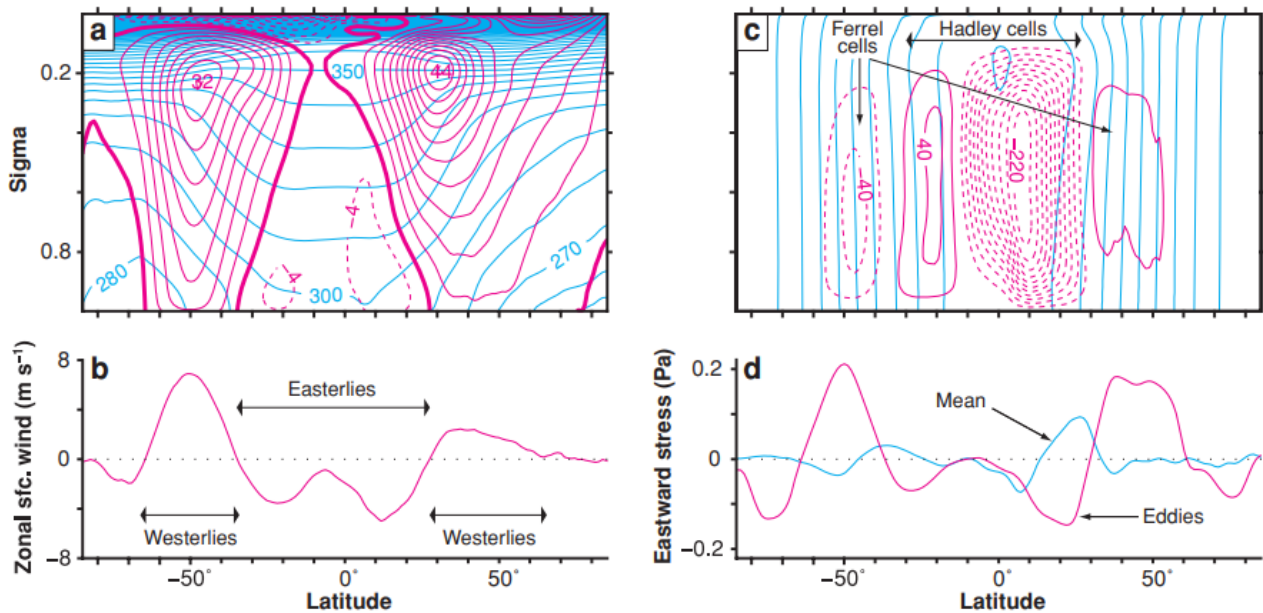 a
32
350
44
-4
-4
280
300
270
0.2
0.8
Sigma
c
Ferrel
cells
Hadley cells
-40
40
-220
b
8
0
−8
Zonal sfc. wind (m s⁻¹)
Easterlies
Westerlies
Westerlies
−50°
0°
50°
Latitude
d
0.2
0
−0.2
Eastward stress (Pa)
Mean
Eddies
−50°
0°
50°
Latitude